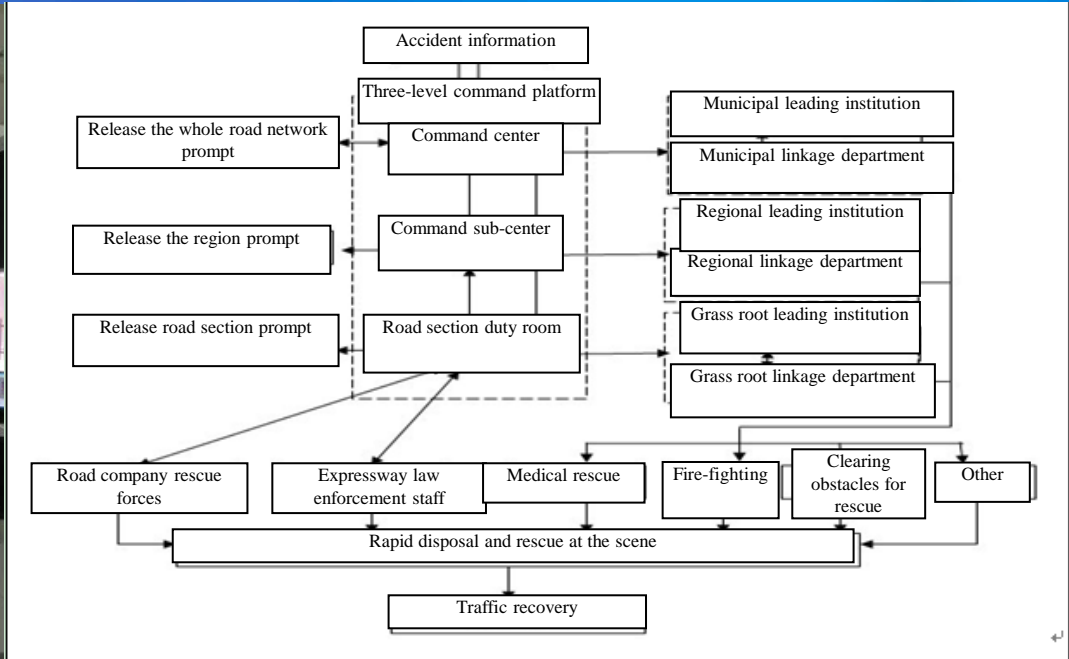 Accident information
Three-level command platform
Municipal leading institution
Release the whole road network
prompt
Command center
Municipal linkage department
Regional leading institution
Release the region prompt
Command sub-center
Regional linkage department
Release road section prompt
Road section duty room
Grass root leading institution
Grass root linkage department
Road company rescue
forces
Expressway law
enforcement staff
Medical rescue
Fire-fighting
Clearing
obstacles for
rescue
Other
Rapid disposal and rescue at the scene
Traffic recovery